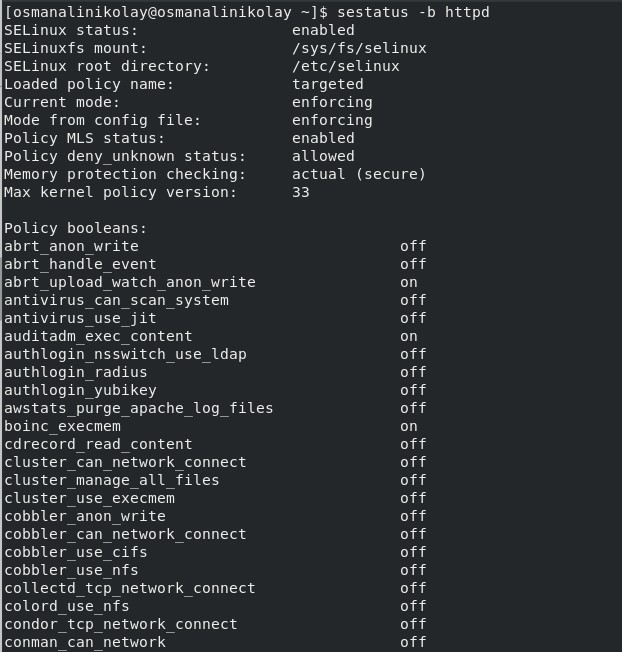 [osmanalinikolay@osmanalinikolay ~]$ sestatus -b httpd
SELinux status:                 enabled
SELinuxfs mount:                /sys/fs/selinux
SELinux root directory:         /etc/selinux
Loaded policy name:             targeted
Current mode:                   enforcing
Mode from config file:          enforcing
Policy MLS status:              enabled
Policy deny_unknown status:     allowed
Memory protection checking:     actual (secure)
Max kernel policy version:      33

Policy booleans:
abrt_anon_write                             off
abrt_handle_event                           off
abrt_upload_watch_anon_write                on
antivirus_can_scan_system                   off
antivirus_use_jit                           off
auditadm_exec_content                       on
authlogin_nsswitch_use_ldap                 off
authlogin_radius                            off
authlogin_yubikey                           off
awstats_purge_apache_log_files              off
boinc_execmem                               on
cdrecord_read_content                       off
cluster_can_network_connect                 off
cluster_manage_all_files                    off
cluster_use_execmem                         off
cobbler_anon_write                          off
cobbler_can_network_connect                 off
cobbler_use_cifs                            off
cobbler_use_nfs                             off
collectd_tcp_network_connect                off
colord_use_nfs                              off
condor_tcp_network_connect                  off
conman_can_network                          off